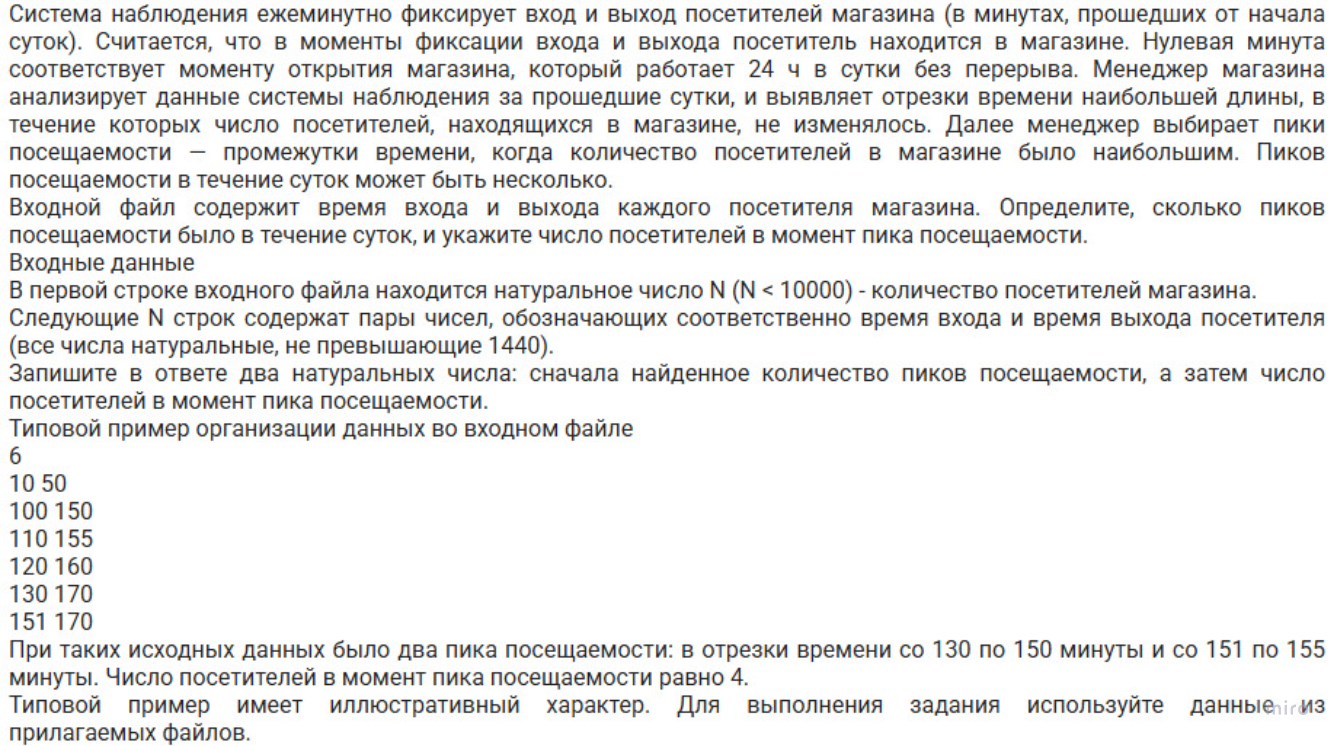 Система наблюдения ежеминутно фиксирует вход и выход посетителей магазина (в минутах, прошедших от начала
суток). Считается, что в моменты фиксации входа и выхода посетитель находится в магазине. Нулевая минута
соответствует моменту открытия магазина, который работает 24 ч в сутки без перерыва. Менеджер магазина
анализирует данные системы наблюдения за прошедшие сутки, и выявляет отрезки времени наибольшей длины, в
течение которых число посетителей, находящихся в магазине, не изменялось. Далее менеджер выбирает пики
посещаемости — промежутки времени, когда количество посетителей в магазине было наибольшим. Пиков
посещаемости в течение суток может быть несколько.
Входной файл содержит время входа и выхода каждого посетителя магазина. Определите, сколько пиков
посещаемости было в течение суток, и укажите число посетителей в момент пика посещаемости.
Входные данные
В первой строке входного файла находится натуральное число N (N < 10000) - количество посетителей магазина.
Следующие N строк содержат пары чисел, обозначающих соответственно время входа и время выхода посетителя
(все числа натуральные, не превышающие 1440).
Запишите в ответе два натуральных числа: сначала найденное количество пиков посещаемости, а затем число
посетителей в момент пика посещаемости.
Типовой пример организации данных во входном файле
6
10 50
100 150
110 155
120 160
130 170
151 170
При таких исходных данных было два пика посещаемости: в отрезки времени со 130 по 150 минуты и со 151 по 155
минуты. Число посетителей в момент пика посещаемости равно 4.
Типовой пример имеет иллюстративный характер. Для выполнения задания используйте данные из
прилагаемых файлов.
miro